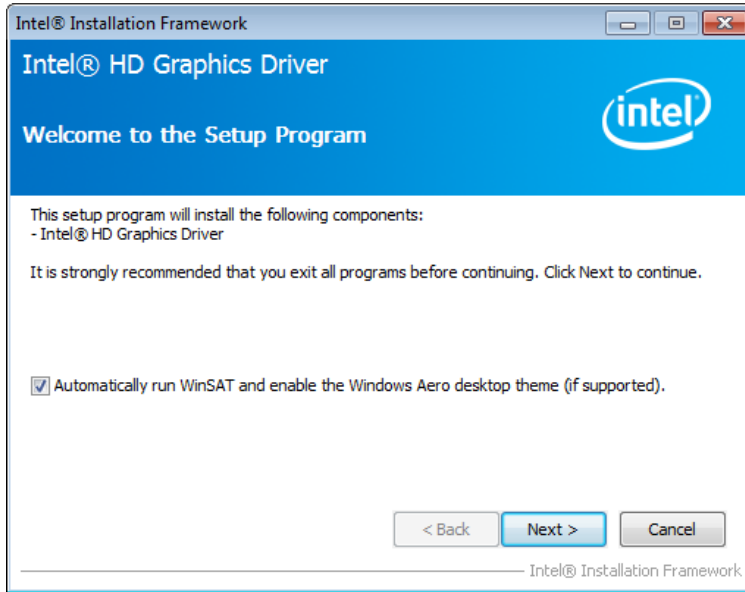 Intel® Installation Framework
Intel® HD Graphics Driver
intel
Welcome to the Setup Program
This setup program will install the following components:
- Intel® HD Graphics Driver
It is strongly recommended that you exit all programs before continuing. Click Next to continue.
Automatically run WinSAT and enable the Windows Aero desktop theme (if supported).
< Back
Next >
Cancel
Intel® Installation Framework